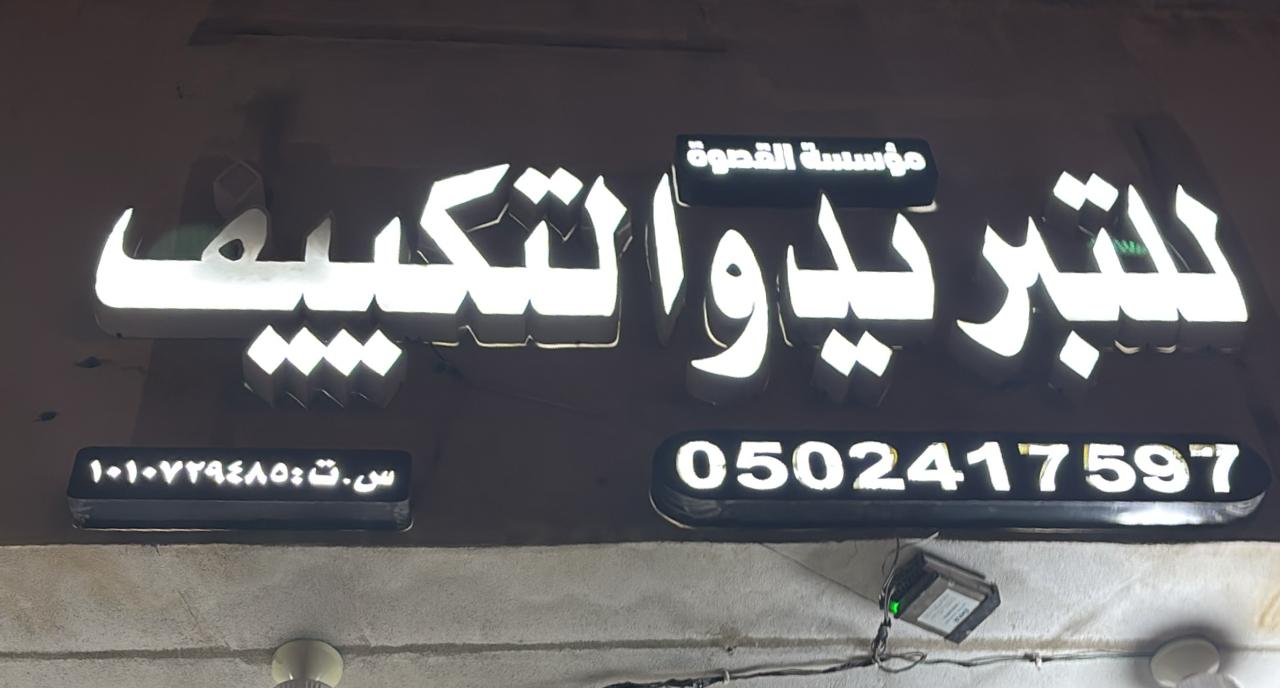 مؤسسة القصوة
للتبريد والتكييف
0502417597
س.ت:١٠١٠٧٢٩٤٨٥